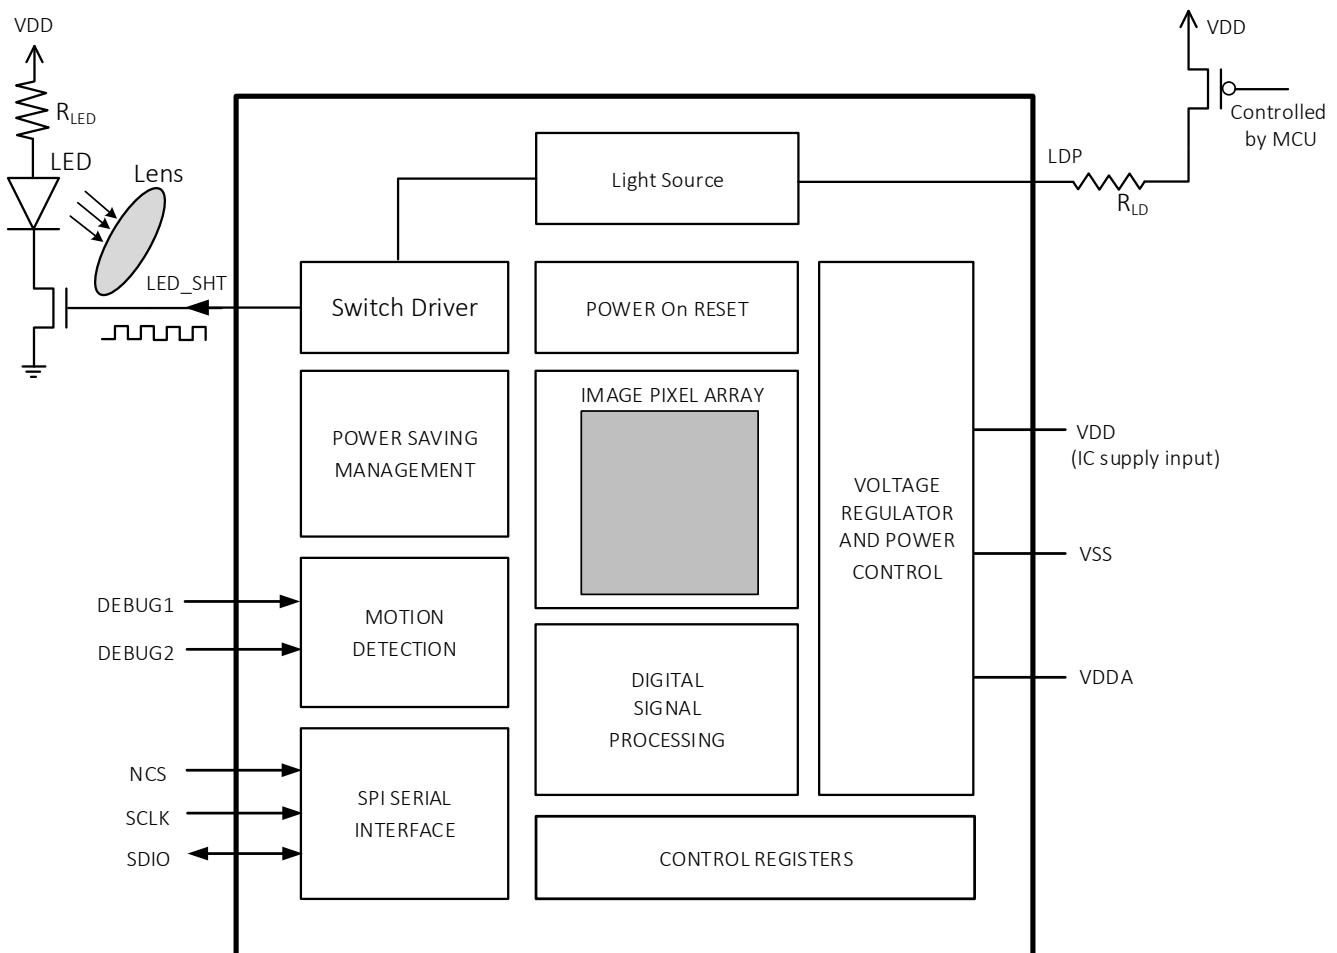 VDD
R_LED
LED
Lens
LED_SHT
VDD
Controlled
by MCU
LDP
R_LD
Light Source
Switch Driver
POWER On RESET
POWER SAVING
MANAGEMENT
IMAGE PIXEL ARRAY
VOLTAGE
REGULATOR
AND POWER
CONTROL
VDD
(IC supply input)
VSS
VDDA
DEBUG1
DEBUG2
MOTION
DETECTION
DIGITAL
SIGNAL
PROCESSING
NCS
SCLK
SDIO
SPI SERIAL
INTERFACE
CONTROL REGISTERS